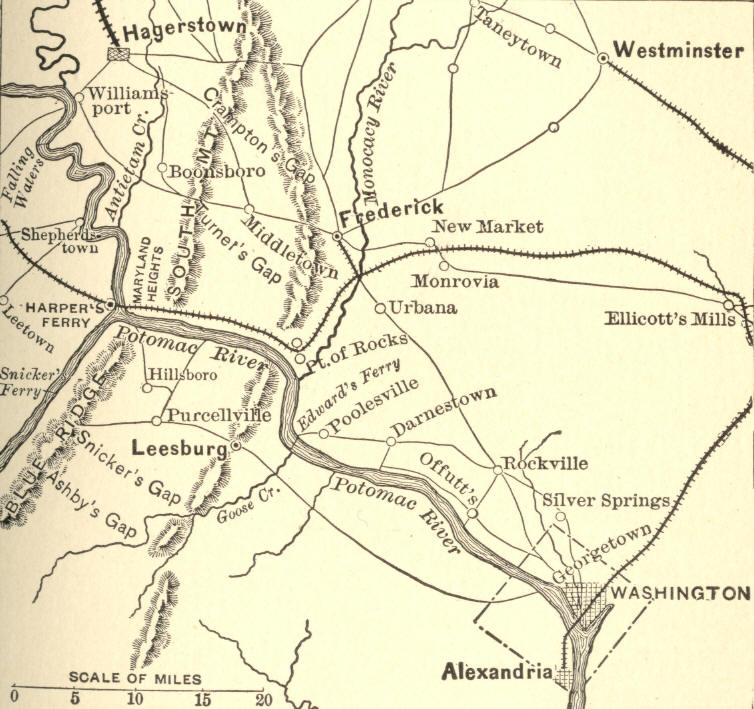 Hagerstown
Taneytown
Westminster
Williams-
port
Crampton's Gap
Monocacy River
Antietam Cr.
Falling
Waters
Boonsboro
SOUTH MT.
Turner's Gap
Middletown
Frederick
New Market
Shepherds-
town
MARYLAND
HEIGHTS
Monrovia
HARPER'S
FERRY
Leetown
Urbana
Ellicott's Mills
Potomac River
Pt. of Rocks
Snicker's
Ferry
Hillsboro
Edward's Ferry
Poolesville
Darnestown
Purcellville
Leesburg
BLUE RIDGE
Snicker's Gap
Ashby's Gap
Goose Cr.
Potomac River
Offutt's
Rockville
Silver Springs
Georgetown
WASHINGTON
Alexandria
SCALE OF MILES
0 5 10 15 20